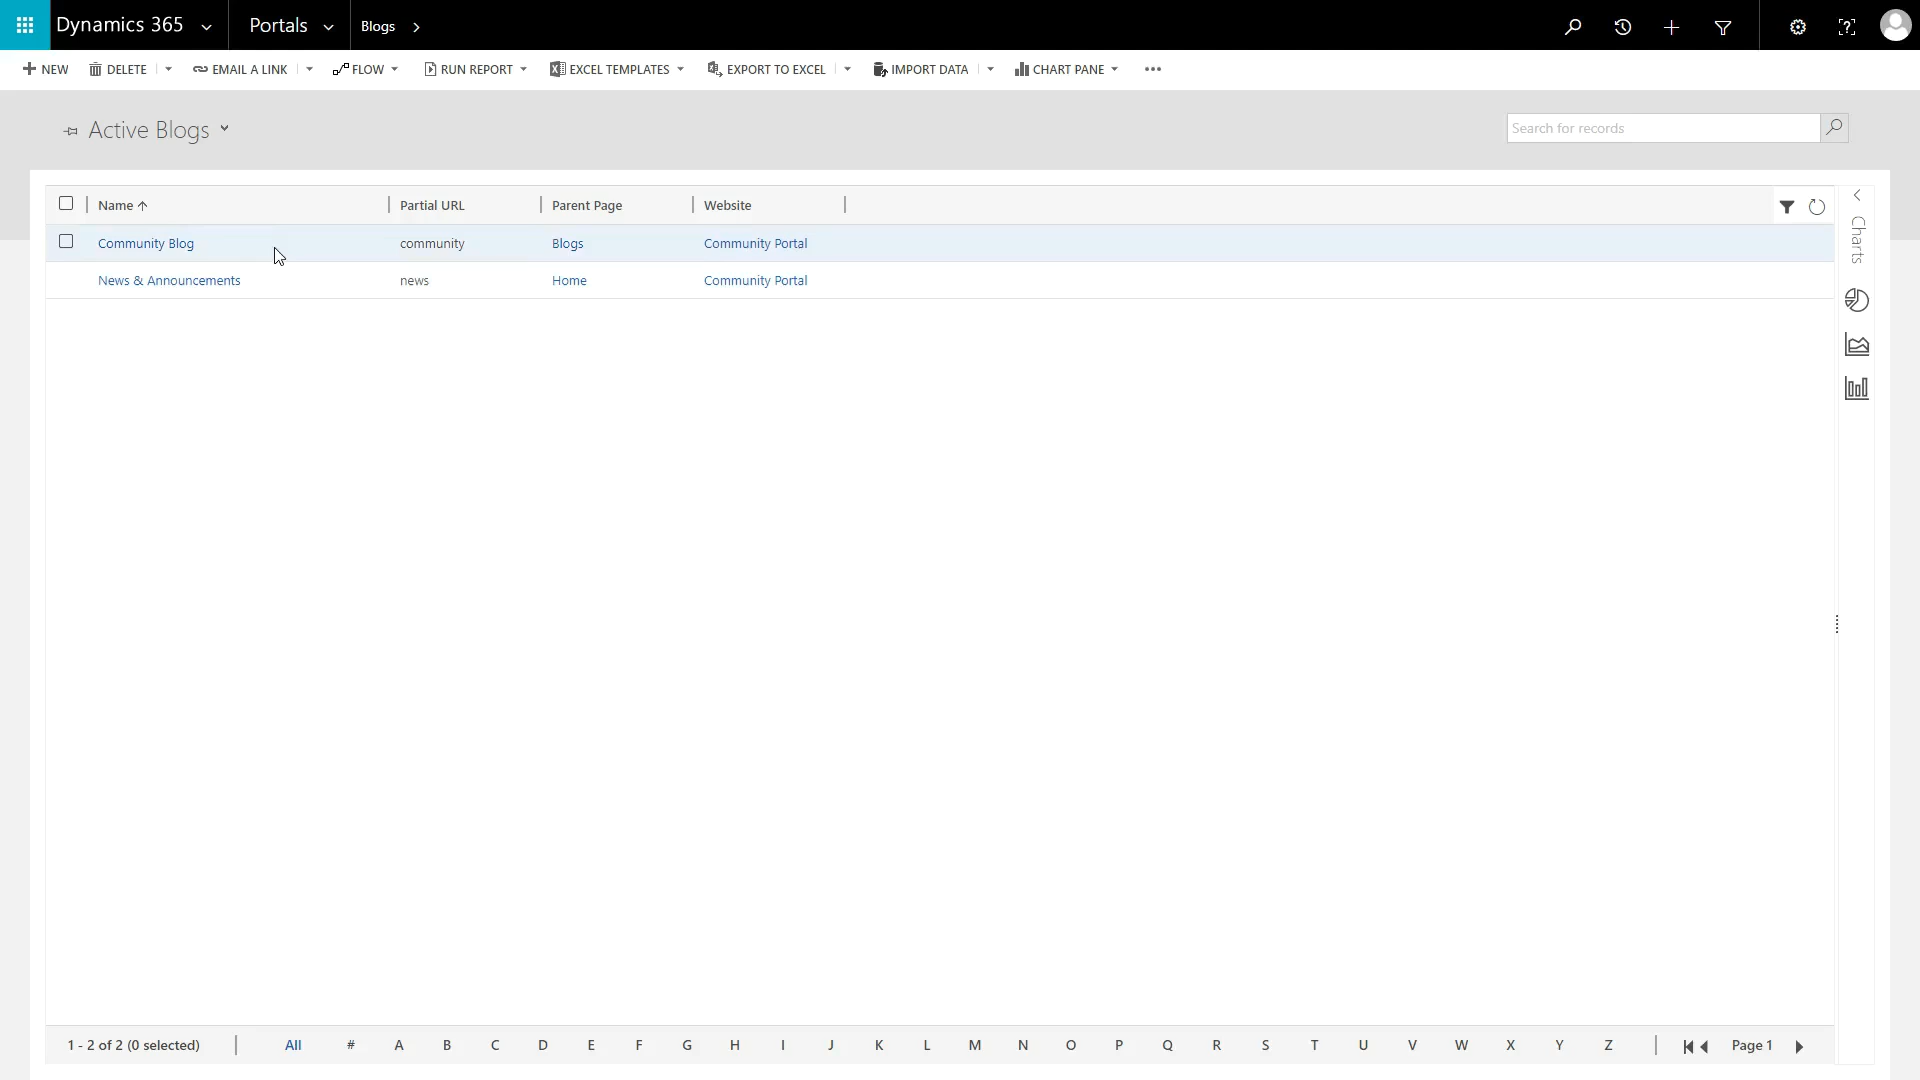 Dynamics 365 Portals Blogs
NEW DELETE EMAIL A LINK FLOW RUN REPORT EXCEL TEMPLATES EXPORT TO EXCEL IMPORT DATA CHART PANE
Active Blogs
Search for records
Name Partial URL Parent Page Website
Community Blog community Blogs Community Portal
News & Announcements news Home Community Portal
Charts
1 - 2 of 2 (0 selected) All # A B C D E F G H I J K L M N O P Q R S T U V W X Y Z Page 1